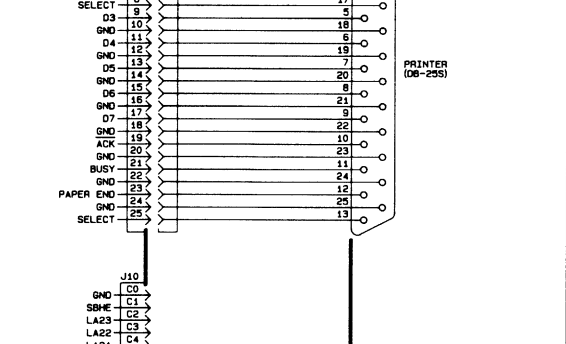 SELECT 17
D3 9 5
GND 10 18
D4 11 6
GND 12 19
D5 13 7
GND 14 20
D6 15 8
GND 16 21
D7 17 9
GND 18 22
ACK 19 10
GND 20 23
BUSY 21 11
GND 22 24
PAPER END 23 12
GND 24 25
SELECT 25 13
PRINTER
(DB-25S)
J10
GND C0
SBHE C1
LA23 C2
LA22 C3
C4